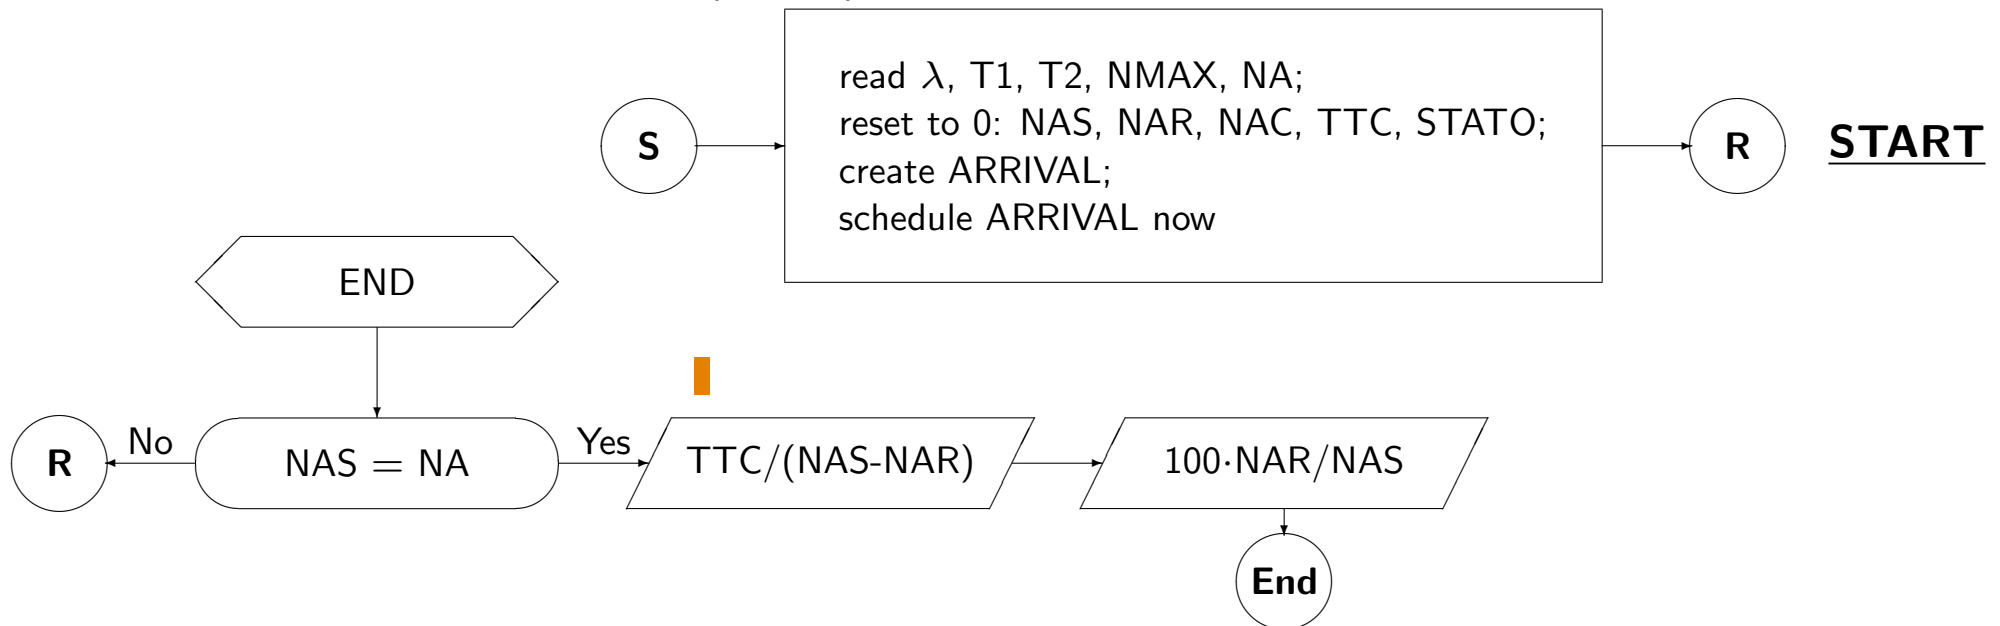 S
read λ, T1, T2, NMAX, NA;
reset to 0: NAS, NAR, NAC, TTC, STATO;
create ARRIVAL;
schedule ARRIVAL now
R
START
END
R
No
NAS = NA
Yes
TTC/(NAS-NAR)
100·NAR/NAS
End